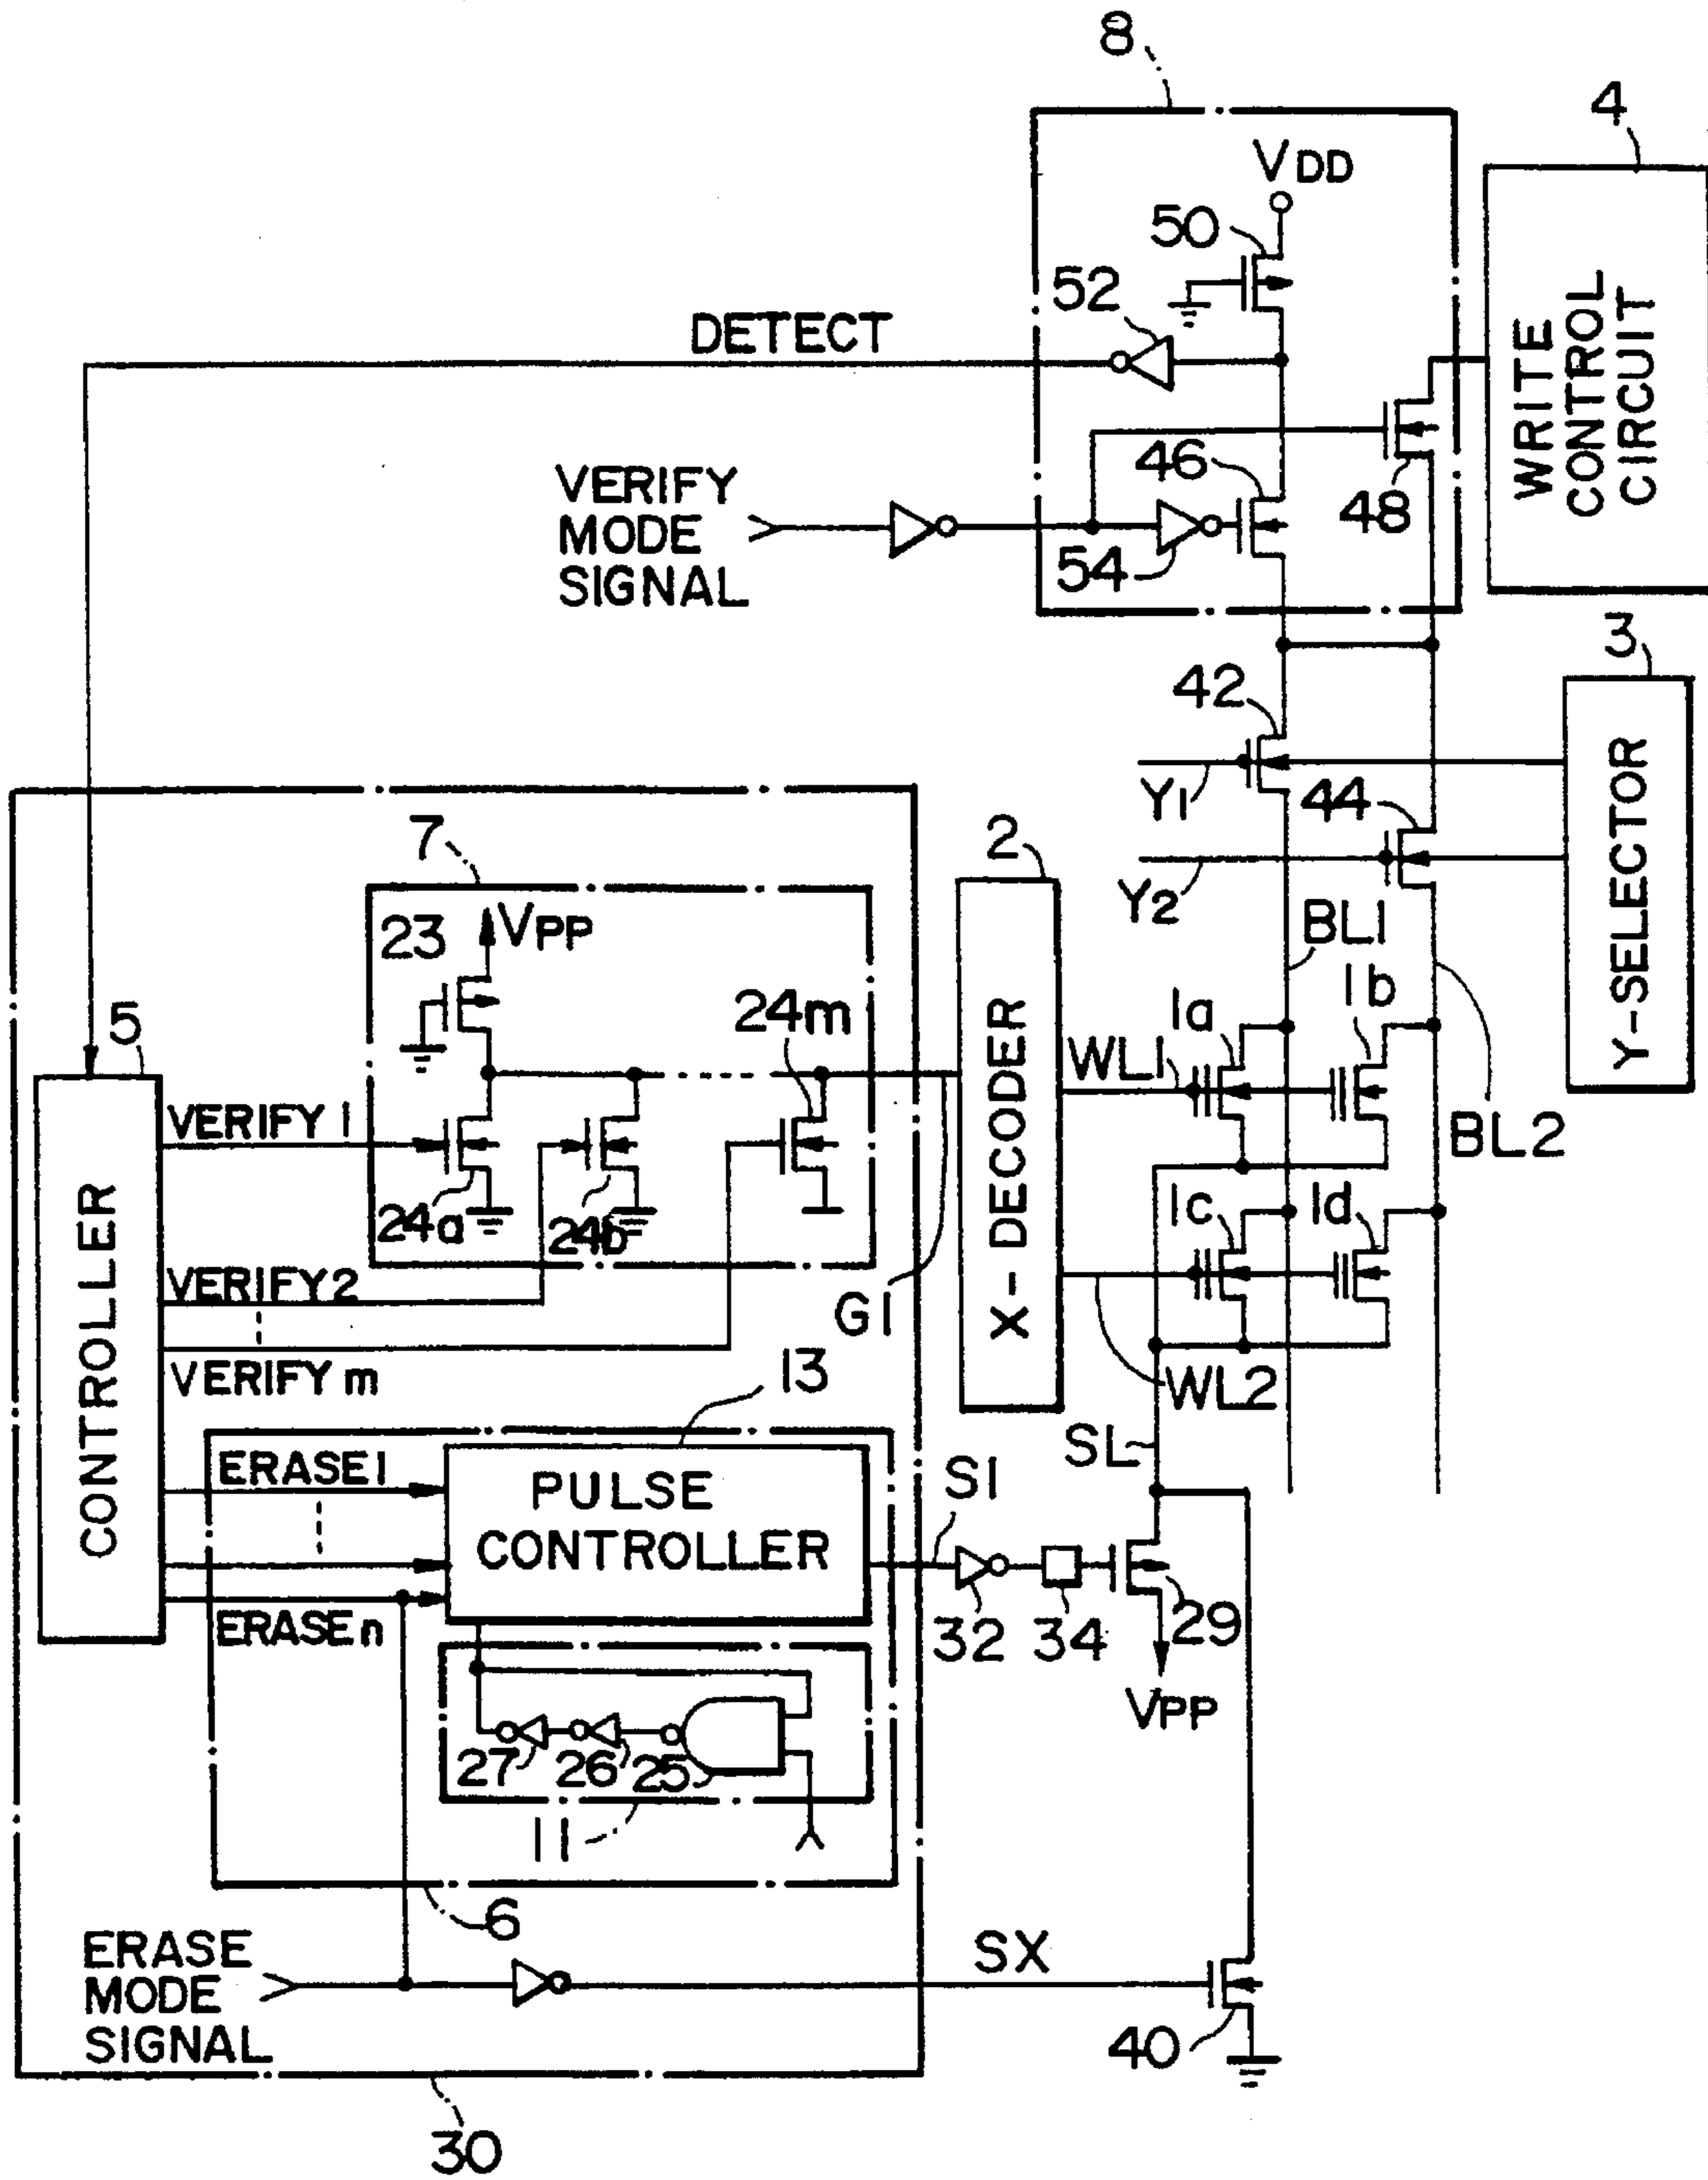 8
4
VDD
50
52
DETECT
WRITE
CONTROL
CIRCUIT
46
VERIFY
MODE
SIGNAL
48
54
3
42
Y1
44
Y-SELECTOR
7
2
Y2
23
VPP
BL1
1b
5
24m
1a
WL1
VERIFY 1
X-DECODER
BL2
CONTROLLER
24a
24b
1c
1d
VERIFY2
G1
VERIFY m
13
WL2
SL
ERASE1
PULSE
CONTROLLER
S1
ERASEn
32
34
29
VPP
27
26
25
11
6
ERASE
MODE
SIGNAL
SX
40
30